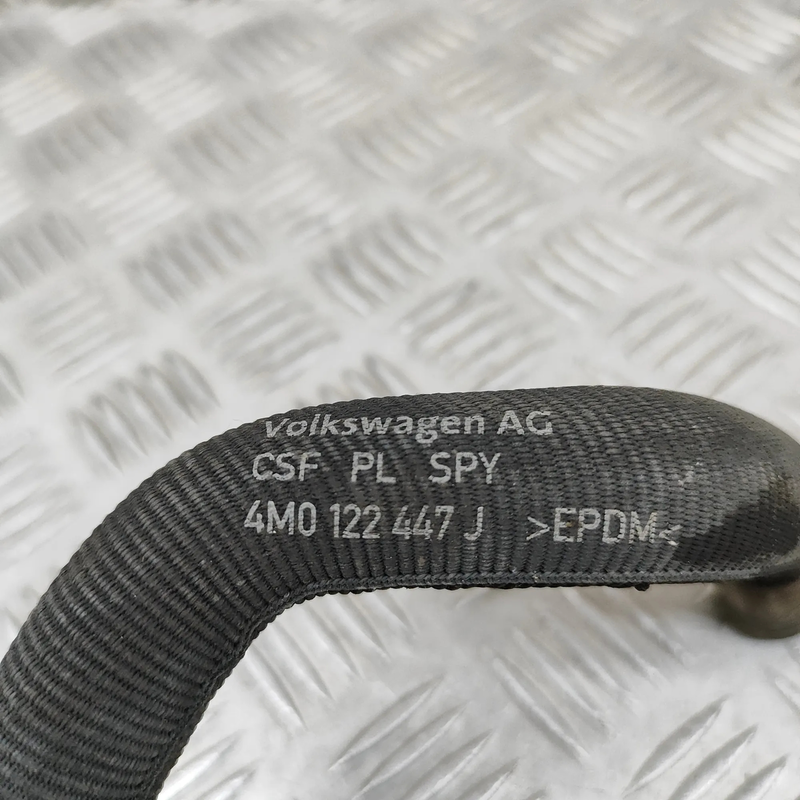 Volkswagen AG
CSF PL SPY
4M0 122 447 J >EPDM<